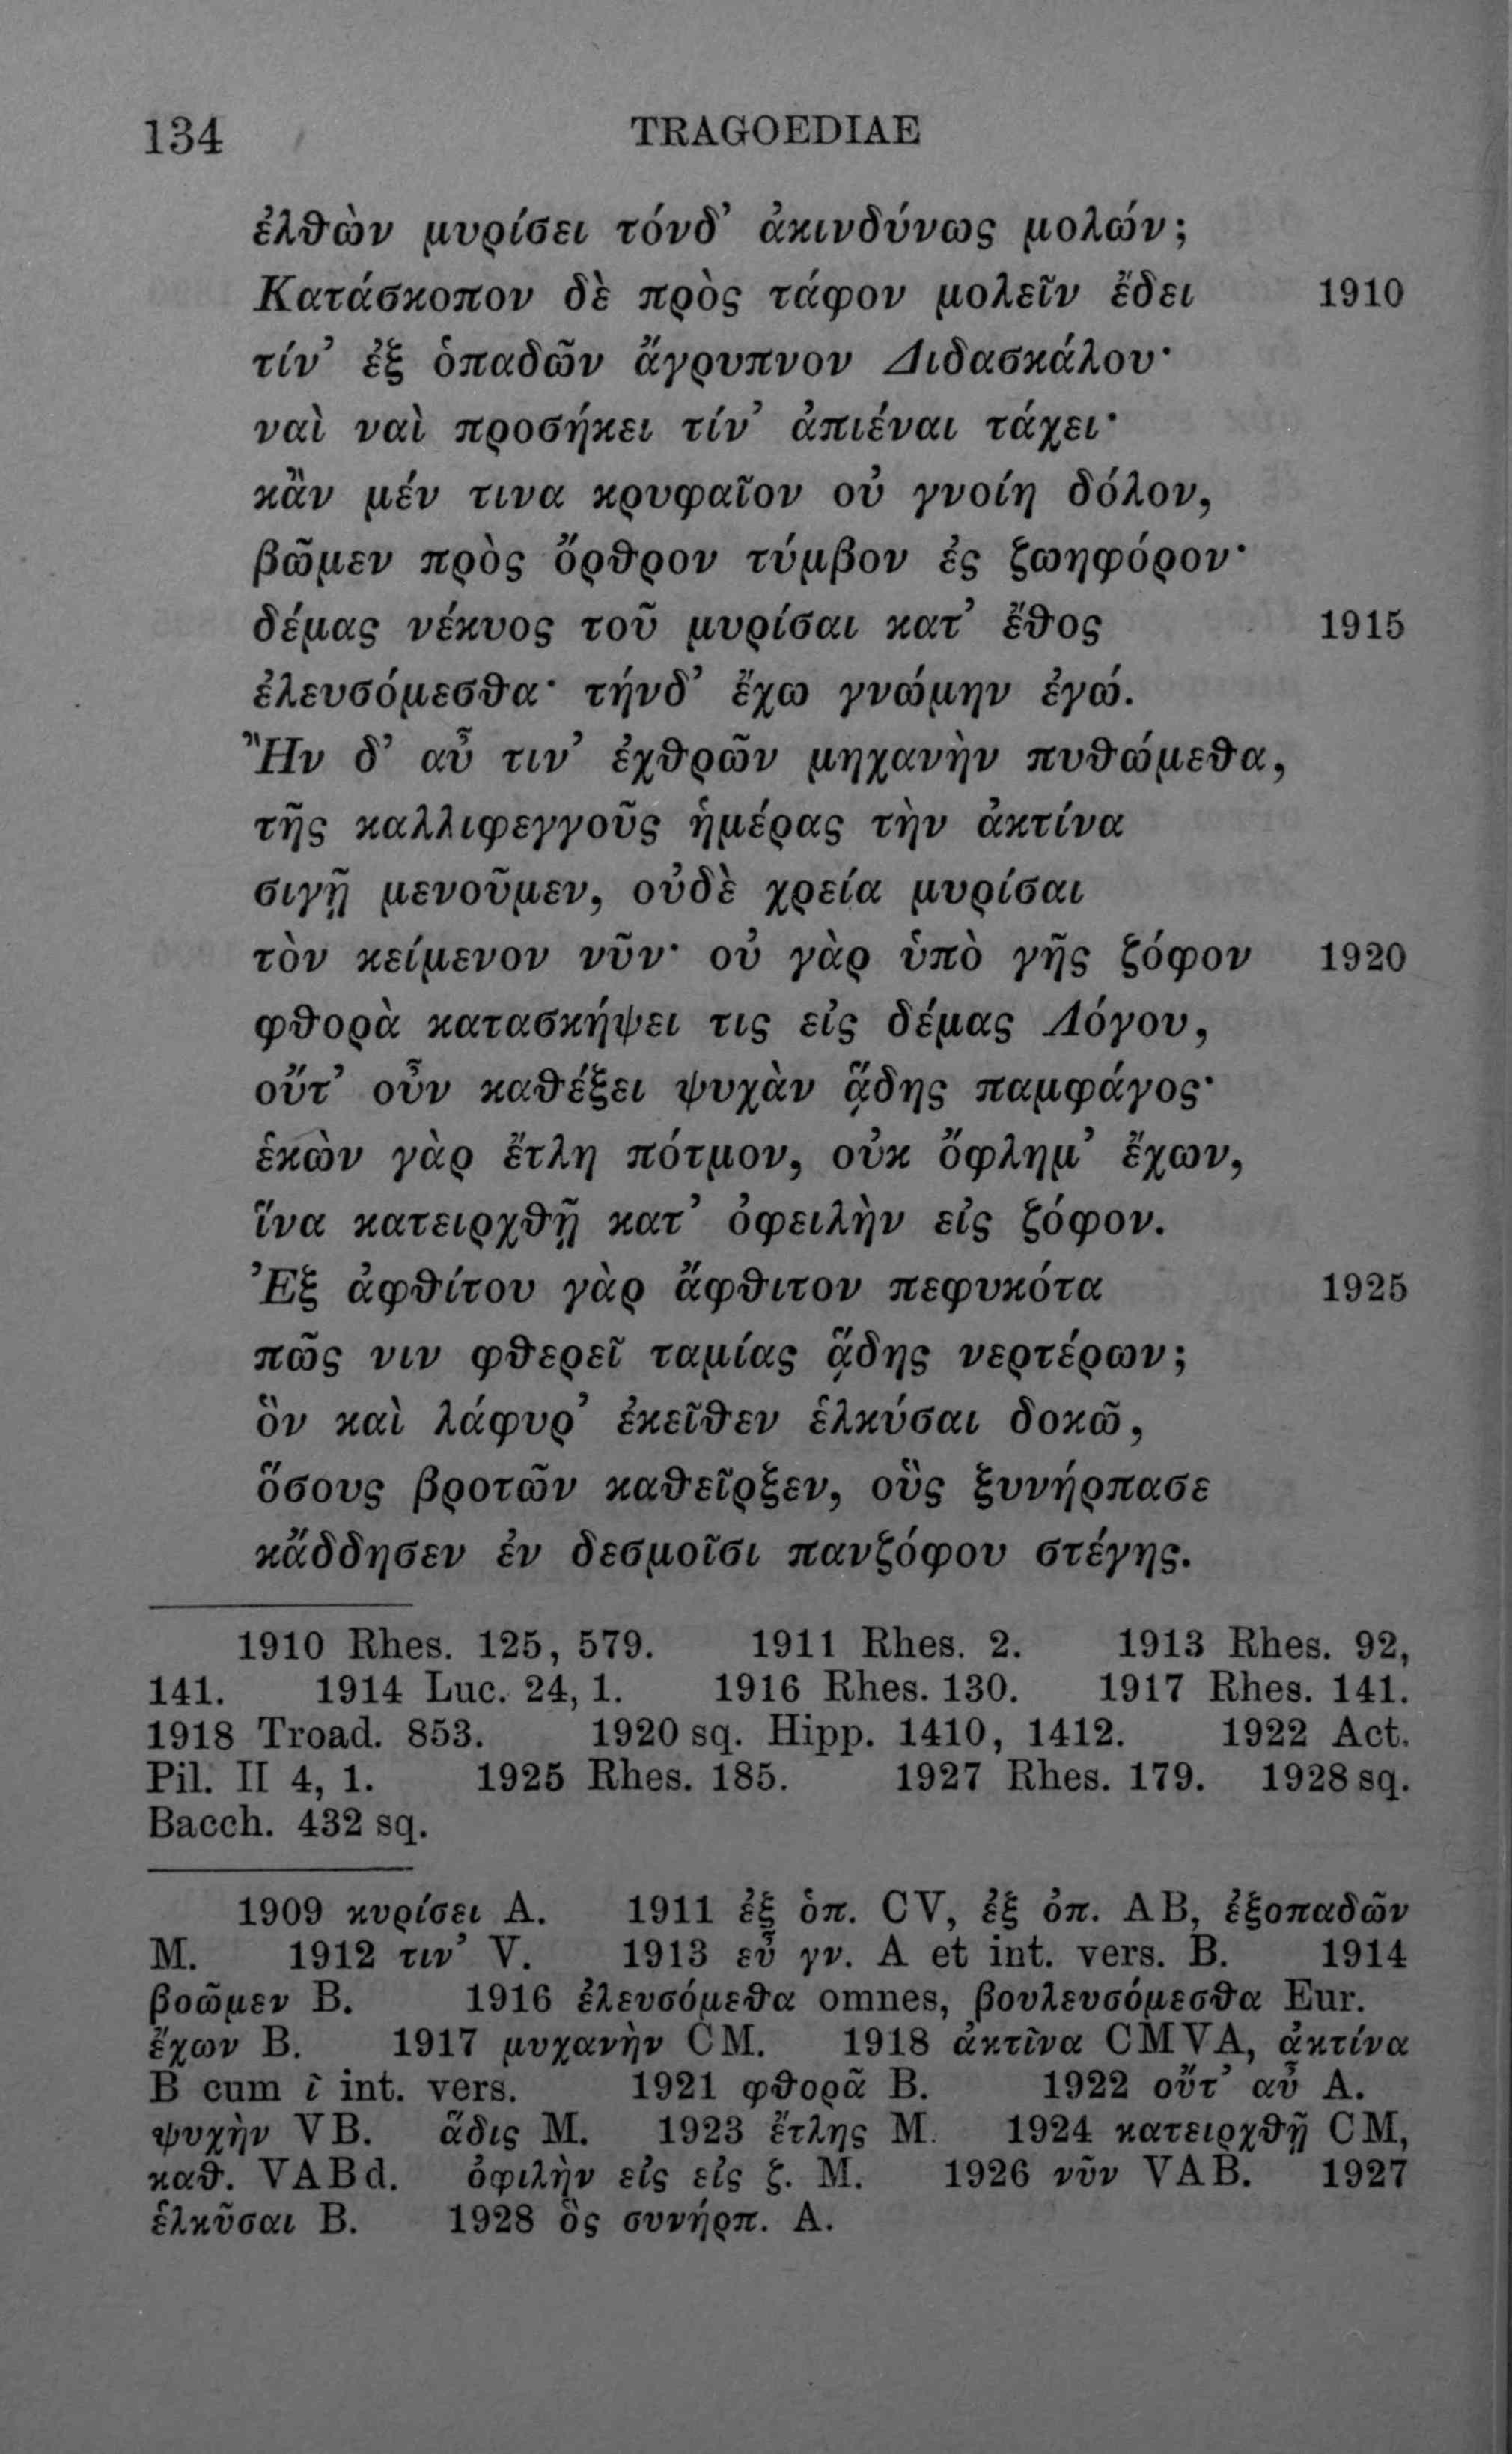 134 TRAGOEDIAE
ἐλθὼν μυρίσει τόνδ’ ἀκινδύνως μολών;
Κατάσκοπον δὲ πρὸς τάφον μολεῖν ἔδει 1910
τίν’ ἐξ ὁπαδῶν ἄγρυπνον Διδασκάλου·
ναὶ ναὶ προσήκει τίν’ ἀπιέναι τάχει·
κἂν μέν τινα κρυφαῖον οὐ γνοίη δόλον,
βῶμεν πρὸς ὄρθρον τύμβον ἐς ζωηφόρον·
δέμας νέκυος τοῦ μυρίσαι κατ’ ἔθος 1915
ἐλευσόμεσθα· τήνδ’ ἔχω γνώμην ἐγώ.
Ἢν δ’ αὖ τιν’ ἐχθρῶν μηχανὴν πυθώμεθα,
τῆς καλλιφεγγοῦς ἡμέρας τὴν ἀκτίνα
σιγῇ μενοῦμεν, οὐδὲ χρεία μυρίσαι
τὸν κείμενον νῦν· οὐ γὰρ ὑπὸ γῆς ζόφον 1920
φθορὰ κατασκήψει τις εἰς δέμας Λόγου,
οὔτ’ οὖν καθέξει ψυχὰν ᾅδης παμφάγος·
ἑκὼν γὰρ ἔτλη πότμον, οὐκ ὄφλημ’ ἔχων,
ἵνα κατειρχθῇ κατ’ ὀφειλὴν εἰς ζόφον.
Ἐξ ἀφθίτου γὰρ ἄφθιτον πεφυκότα 1925
πῶς νιν φθερεῖ ταμίας ᾅδης νερτέρων;
ὃν καὶ λάφυρ’ ἐκεῖθεν ἑλκύσαι δοκῶ,
ὅσους βροτῶν καθεῖρξεν, οὓς ξυνήρπασε
κἄδδησεν ἐν δεσμοῖσι πανζόφου στέγης.
1910 Rhes. 125, 579. 1911 Rhes. 2. 1913 Rhes. 92,
141. 1914 Luc. 24, 1. 1916 Rhes. 130. 1917 Rhes. 141.
1918 Troad. 853. 1920 sq. Hipp. 1410, 1412. 1922 Act.
Pil. II 4, 1. 1925 Rhes. 185. 1927 Rhes. 179. 1928 sq.
Bacch. 432 sq.
1909 κυρίσει A. 1911 ἐξ ὁπ. CV, ἐξ ὀπ. AB, ἐξοπαδῶν
M. 1912 τιν’ V. 1913 εὖ γν. A et int. vers. B. 1914
βοῶμεν B. 1916 ἐλευσόμεθα omnes, βουλευσόμεσθα Eur.
ἔχων B. 1917 μυχανὴν CM. 1918 ἀκτῖνα CMVA, ἀκτίνα
B cum ῖ int. vers. 1921 φθορᾶ B. 1922 οὔτ’ αὖ A.
ψυχὴν VB. ἄδις M. 1923 ἔτλης M. 1924 κατειρχθῇ CM,
καθ. VABd. ὀφιλὴν εἰς εἰς ζ. M. 1926 νῦν VAB. 1927
ἑλκῦσαι B. 1928 ὃς συνήρπ. A.